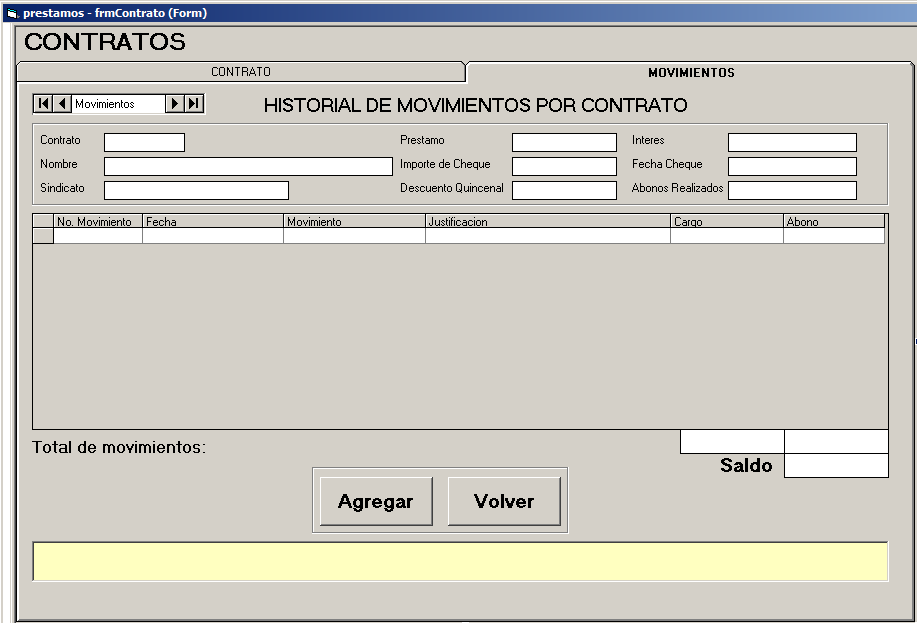 prestamos - frmContrato (Form)
CONTRATOS
CONTRATO MOVIMIENTOS
Movimientos HISTORIAL DE MOVIMIENTOS POR CONTRATO
Contrato Prestamo Interes
Nombre Importe de Cheque Fecha Cheque
Sindicato Descuento Quincenal Abonos Realizados
No. Movimiento Fecha Movimiento Justificacion Cargo Abono
Total de movimientos:
Saldo
Agregar Volver